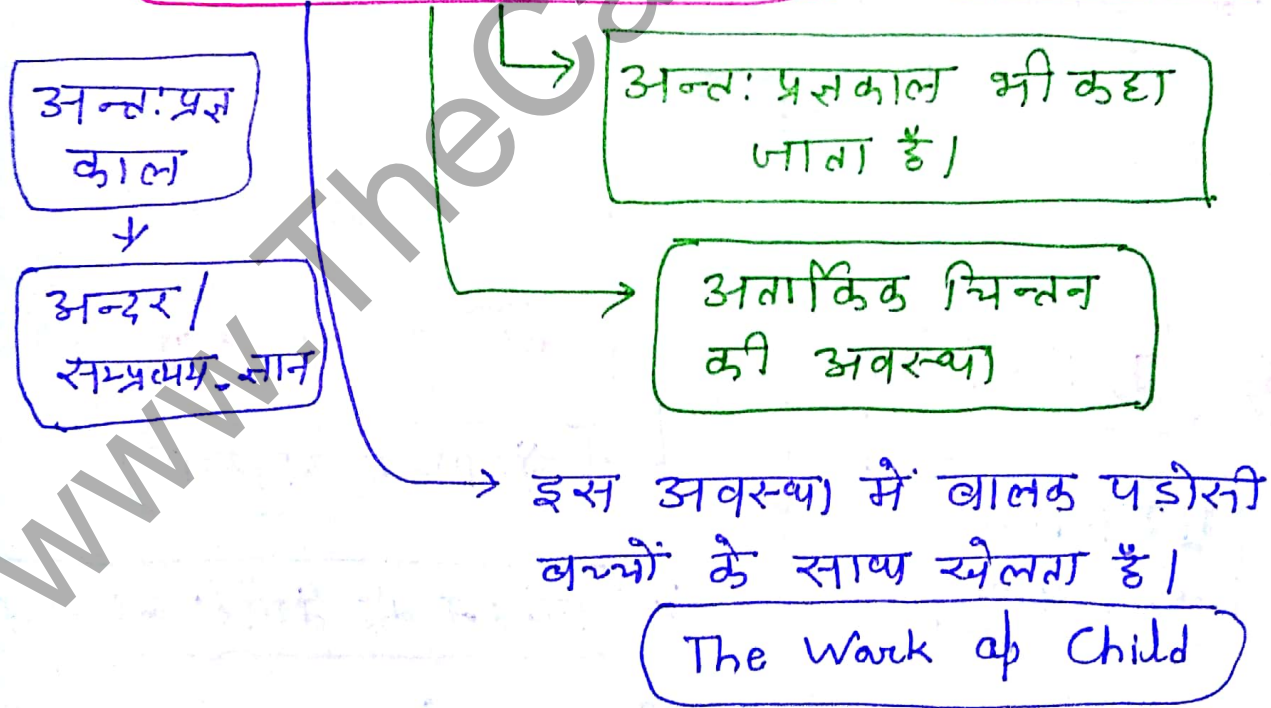 अन्तः प्रज्ञ
काल
अन्दर /
सम्प्रत्यय - ज्ञान
अन्तः प्रज्ञकाल भी कहा
जाता है।
अतार्किक चिन्तन
की अवस्था
इस अवस्था में बालक पड़ोसी
बच्चों के साथ खेलता है।
The Work of Child
www.TheCa